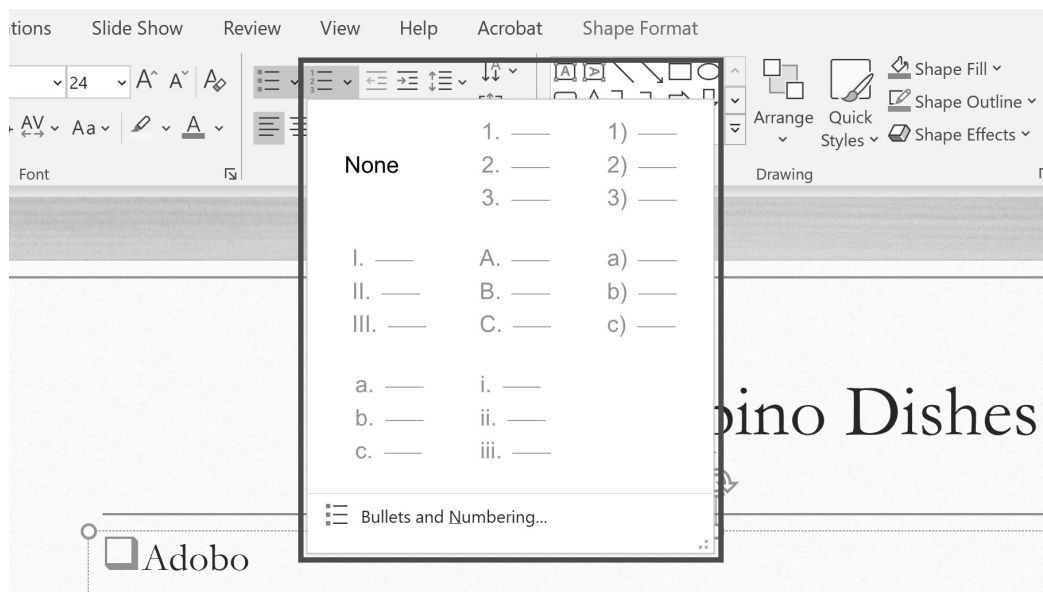 tions Slide Show Review View Help Acrobat Shape Format
24 A A A Shape Fill
AV Aa A Arrange Quick Shape Outline
Styles Shape Effects
Font Drawing
None
1.
2.
3.
1)
2)
3)
I.
II.
III.
A.
B.
C.
a)
b)
c)
a.
b.
c.
i.
ii.
iii.
Bullets and Numbering...
pino Dishes
Adobo